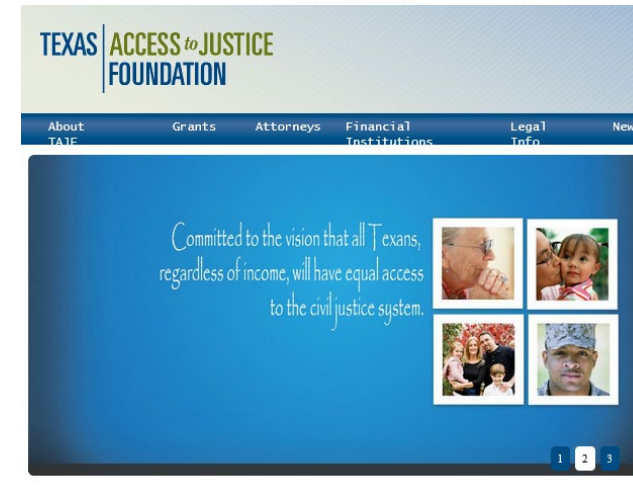 TEXAS ACCESS to JUSTICE
FOUNDATION
About Grants Attorneys Financial Legal New
TAJF Institutions Info
Committed to the vision that all Texans,
regardless of income, will have equal access
to the civil justice system.
1 2 3